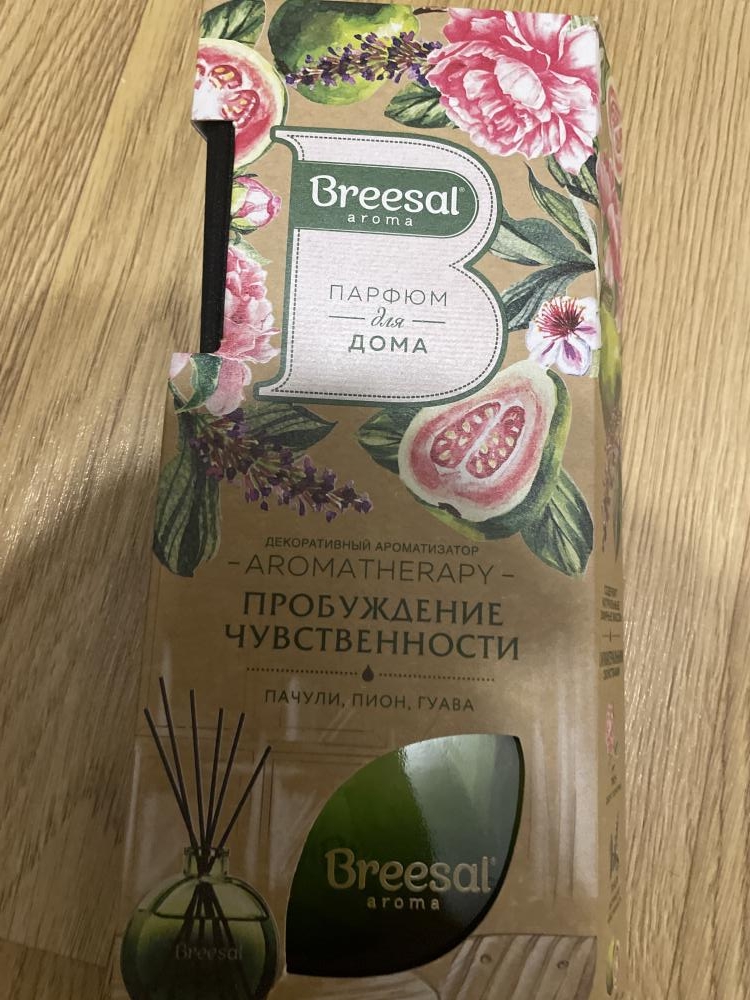 Breesal®
aroma
ПАРФЮМ
для
ДОМА
ДЕКОРАТИВНЫЙ АРОМАТИЗАТОР
-AROMATHERAPY-
ПРОБУЖДЕНИЕ
ЧУВСТВЕННОСТИ
ПАЧУЛИ, ПИОН, ГУАВА
Breesal®
aroma
Breesal